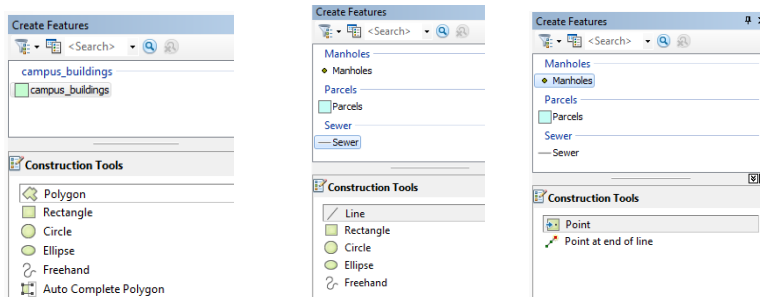 Create Features
<Search>
campus_buildings
campus_buildings
Construction Tools
Polygon
Rectangle
Circle
Ellipse
Freehand
Auto Complete Polygon
Create Features
<Search>
Manholes
Manholes
Parcels
Parcels
Sewer
Sewer
Construction Tools
Line
Rectangle
Circle
Ellipse
Freehand
Create Features
<Search>
Manholes
Manholes
Parcels
Parcels
Sewer
Sewer
Construction Tools
Point
Point at end of line